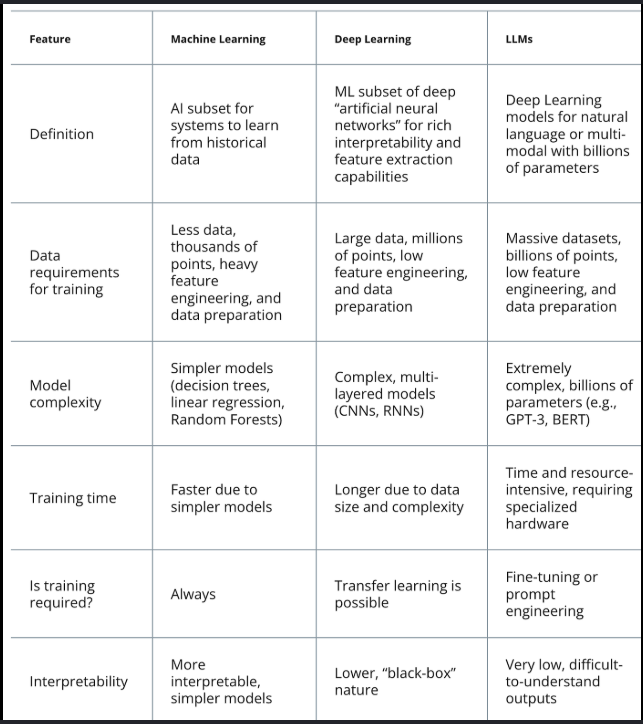 Feature
Machine Learning
Deep Learning
LLMs
Definition
AI subset for
systems to learn
from historical
data
ML subset of deep
“artificial neural
networks” for rich
interpretability and
feature extraction
capabilities
Deep Learning
models for natural
language or multi-
modal with billions
of parameters
Data
requirements
for training
Less data,
thousands of
points, heavy
feature
engineering, and
data preparation
Large data, millions
of points, low
feature engineering,
and data
preparation
Massive datasets,
billions of points,
low feature
engineering, and
data preparation
Model
complexity
Simpler models
(decision trees,
linear regression,
Random Forests)
Complex, multi-
layered models
(CNNs, RNNs)
Extremely
complex, billions of
parameters (e.g.,
GPT-3, BERT)
Training time
Faster due to
simpler models
Longer due to data
size and complexity
Time and resource-
intensive, requiring
specialized
hardware
Is training
required?
Always
Transfer learning is
possible
Fine-tuning or
prompt
engineering
Interpretability
More
interpretable,
simpler models
Lower, “black-box”
nature
Very low, difficult-
to-understand
outputs